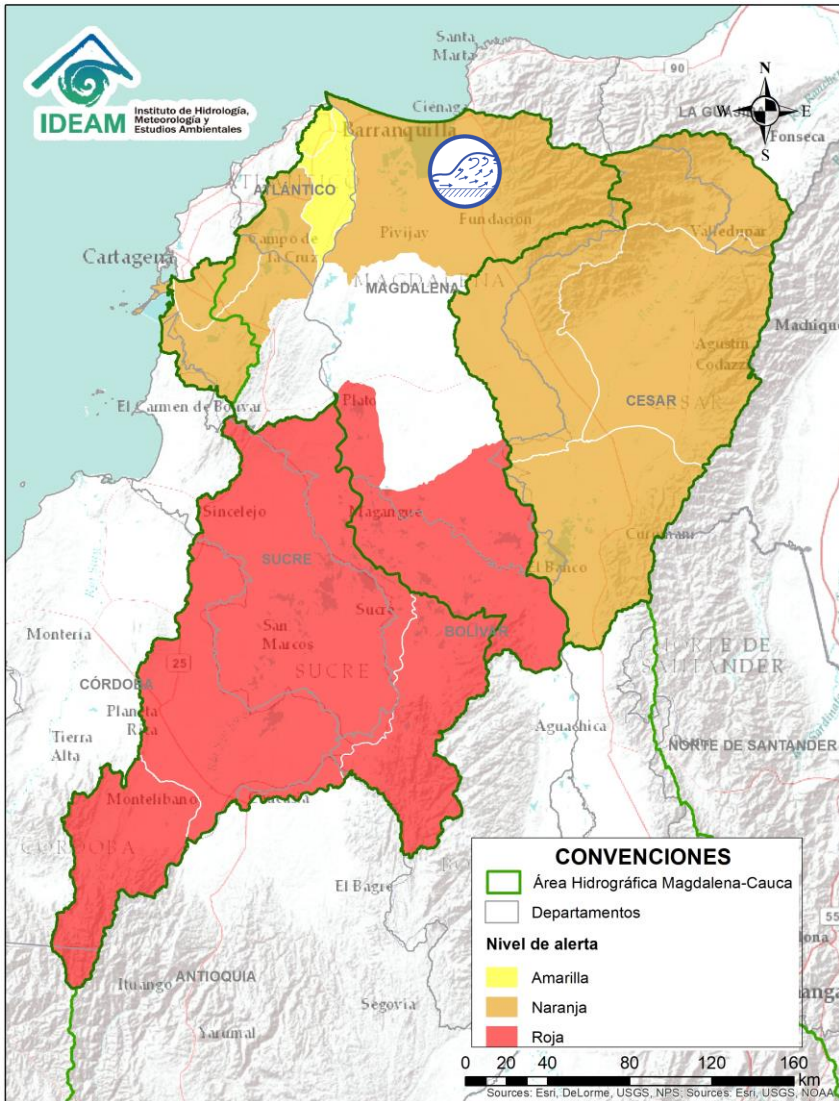 IDEAM
Instituto de Hidrología,
Meteorología y
Estudios Ambientales
Santa
Marta
90
N
W
E
S
Ciénaga
Barranquilla
Fonseca
ATLÁNTICO
Fundación
Valledupar
Campo de
la Cruz
Pivijay
Cartagena
MAGDALENA
MAGDALENA
Machique
Agustín
Codazzi
El Carmen de Bolívar
Plato
CESAR
CESAR
Sincelejo
Magangué
SUCRE
El Banco
Sucre
San
Marcos
BOLÍVAR
Montería
SUCRE
NORTE DE
SANTANDER
25
CÓRDOBA
Planeta
Rica
Tierra
Alta
Aguachica
NORTE DE SANTANDER
Montelíbano
CÓRDOBA
El Bagre
ANTIOQUIA
Ituango
Segovia
Yarumal
55
CONVENCIONES
Área Hidrográfica Magdalena-Cauca
Departamentos
Nivel de alerta
Amarilla
Naranja
Roja
0 20 40 80 120 160
km
Sources: Esri, DeLorme, USGS, NPS; Sources: Esri, USGS, NOAA